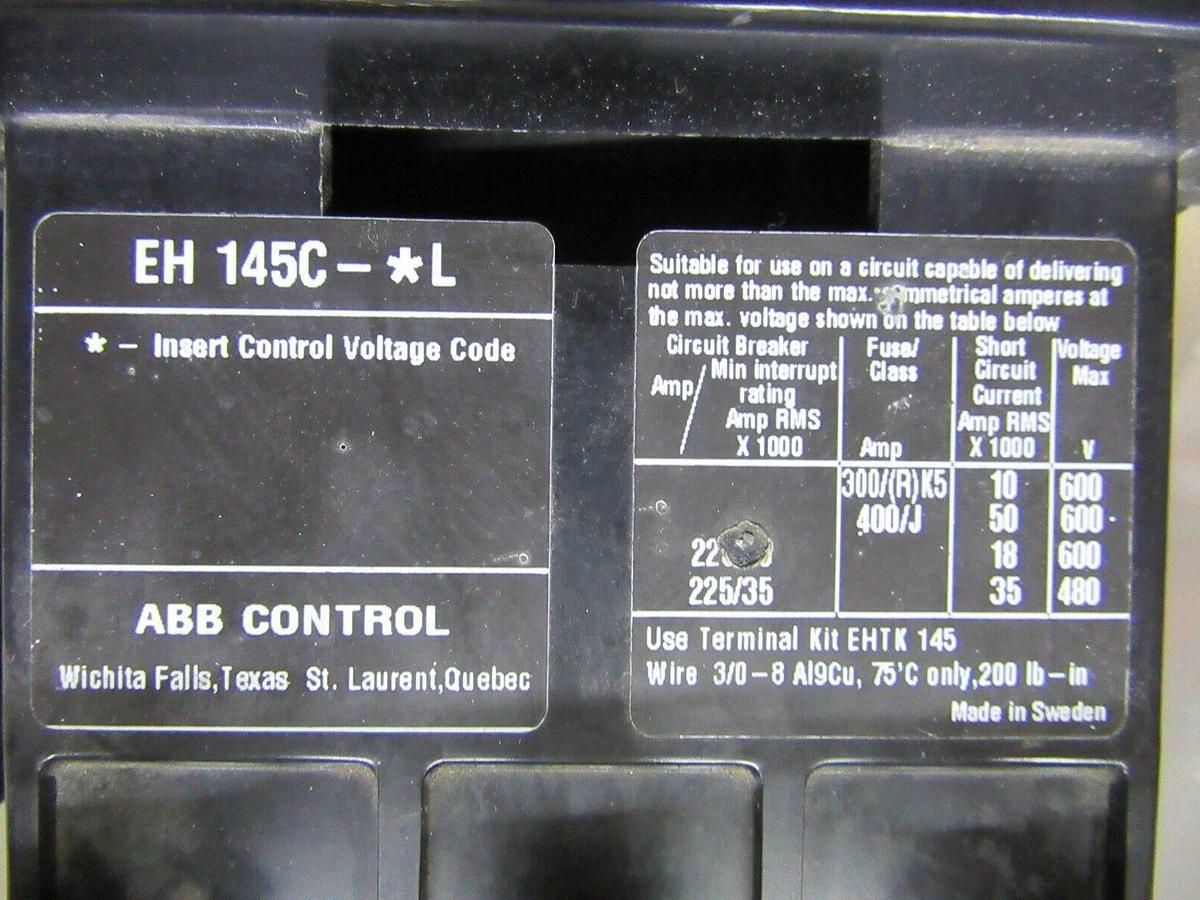 EH 145C – *L
* – Insert Control Voltage Code
ABB CONTROL
Wichita Falls,Texas St. Laurent,Quebec
Suitable for use on a circuit capable of delivering
not more than the max. amperes at
the max. voltage shown on the table below
Circuit Breaker
Amp/ Min interrupt
rating
Amp RMS
X 1000
Fuse/
Class
Amp
Short
Circuit
Current
Amp RMS
X 1000
Voltage
Max
V
300/(R)K5 10 600
400/J 50 600
18 600
225/35 35 480
Use Terminal Kit EHTK 145
Wire 3/0–8 Al9Cu, 75'C only,200 lb–in
Made in Sweden